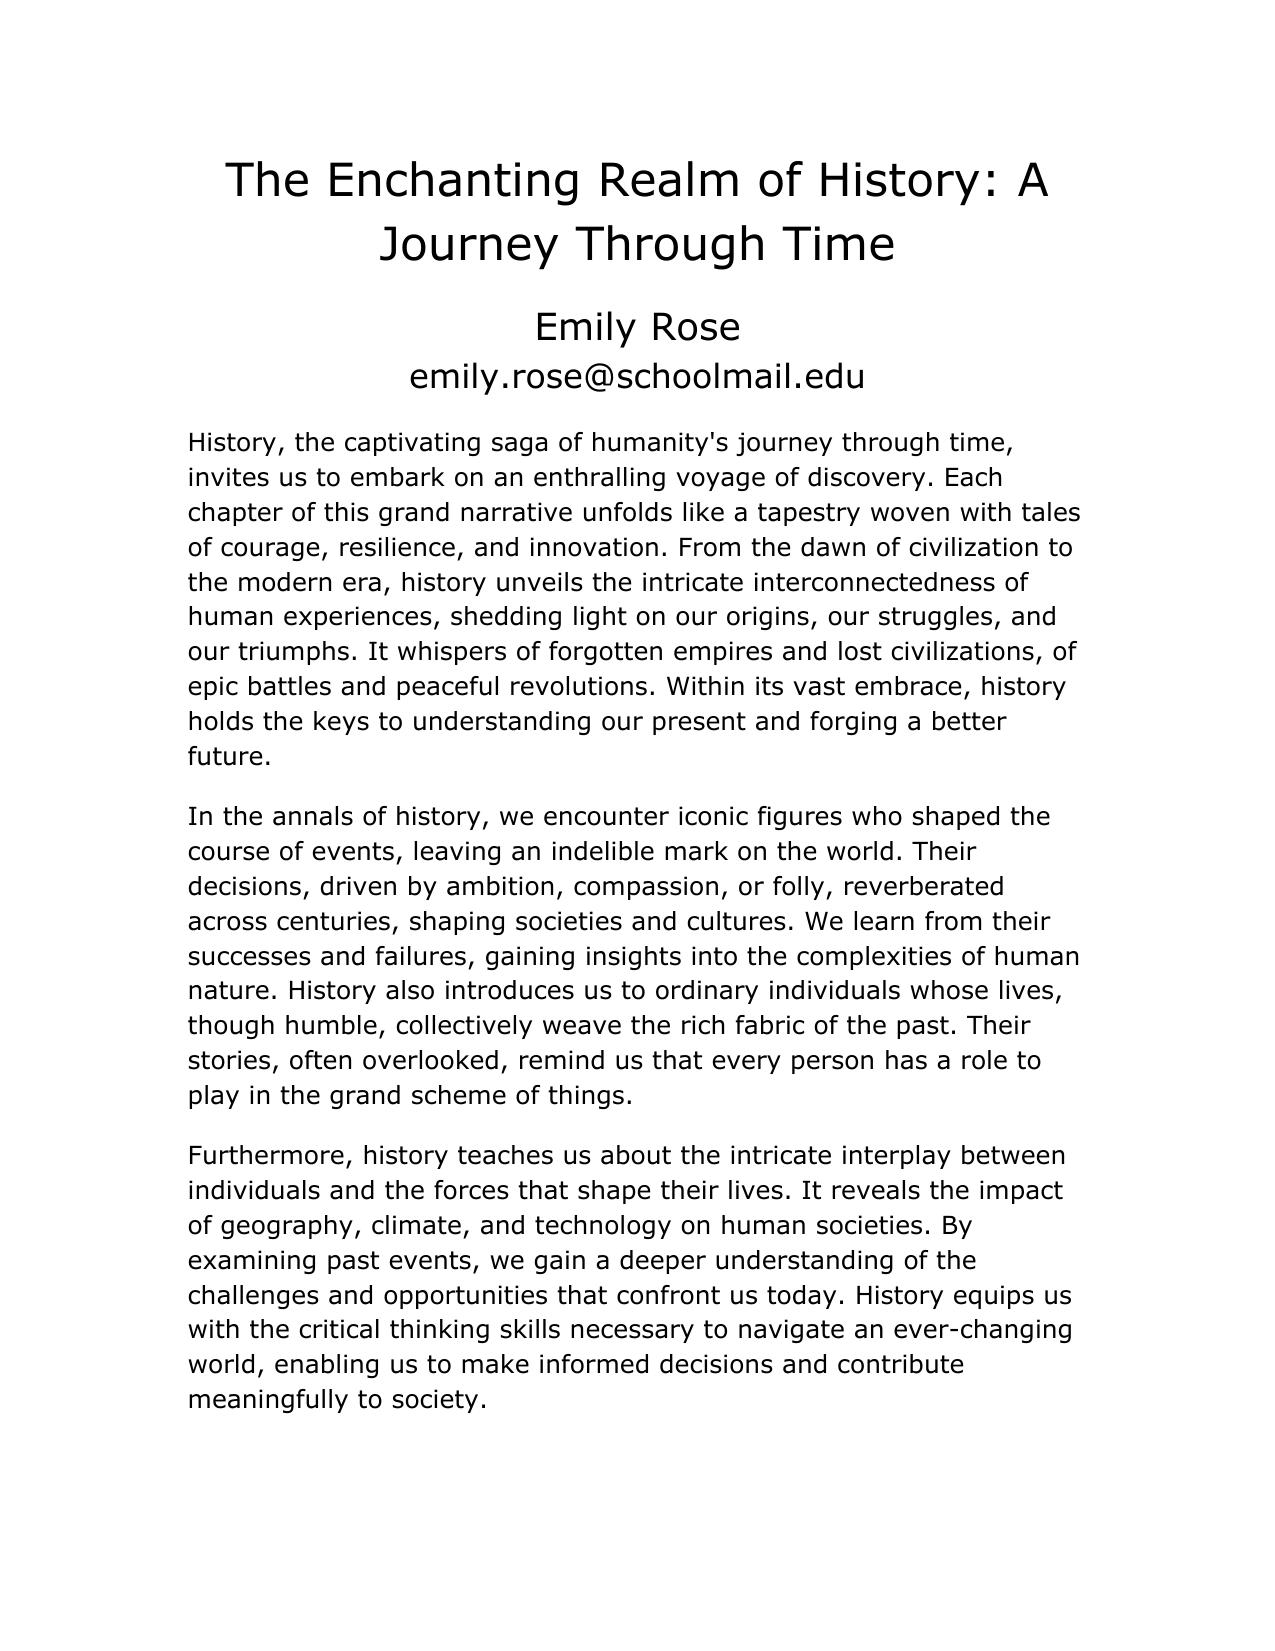 The Enchanting Realm of History: A
Journey Through Time
Emily Rose
emily.rose@schoolmail.edu
History, the captivating saga of humanity's journey through time,
invites us to embark on an enthralling voyage of discovery. Each
chapter of this grand narrative unfolds like a tapestry woven with tales
of courage, resilience, and innovation. From the dawn of civilization to
the modern era, history unveils the intricate interconnectedness of
human experiences, shedding light on our origins, our struggles, and
our triumphs. It whispers of forgotten empires and lost civilizations, of
epic battles and peaceful revolutions. Within its vast embrace, history
holds the keys to understanding our present and forging a better
future.
In the annals of history, we encounter iconic figures who shaped the
course of events, leaving an indelible mark on the world. Their
decisions, driven by ambition, compassion, or folly, reverberated
across centuries, shaping societies and cultures. We learn from their
successes and failures, gaining insights into the complexities of human
nature. History also introduces us to ordinary individuals whose lives,
though humble, collectively weave the rich fabric of the past. Their
stories, often overlooked, remind us that every person has a role to
play in the grand scheme of things.
Furthermore, history teaches us about the intricate interplay between
individuals and the forces that shape their lives. It reveals the impact
of geography, climate, and technology on human societies. By
examining past events, we gain a deeper understanding of the
challenges and opportunities that confront us today. History equips us
with the critical thinking skills necessary to navigate an ever-changing
world, enabling us to make informed decisions and contribute
meaningfully to society.